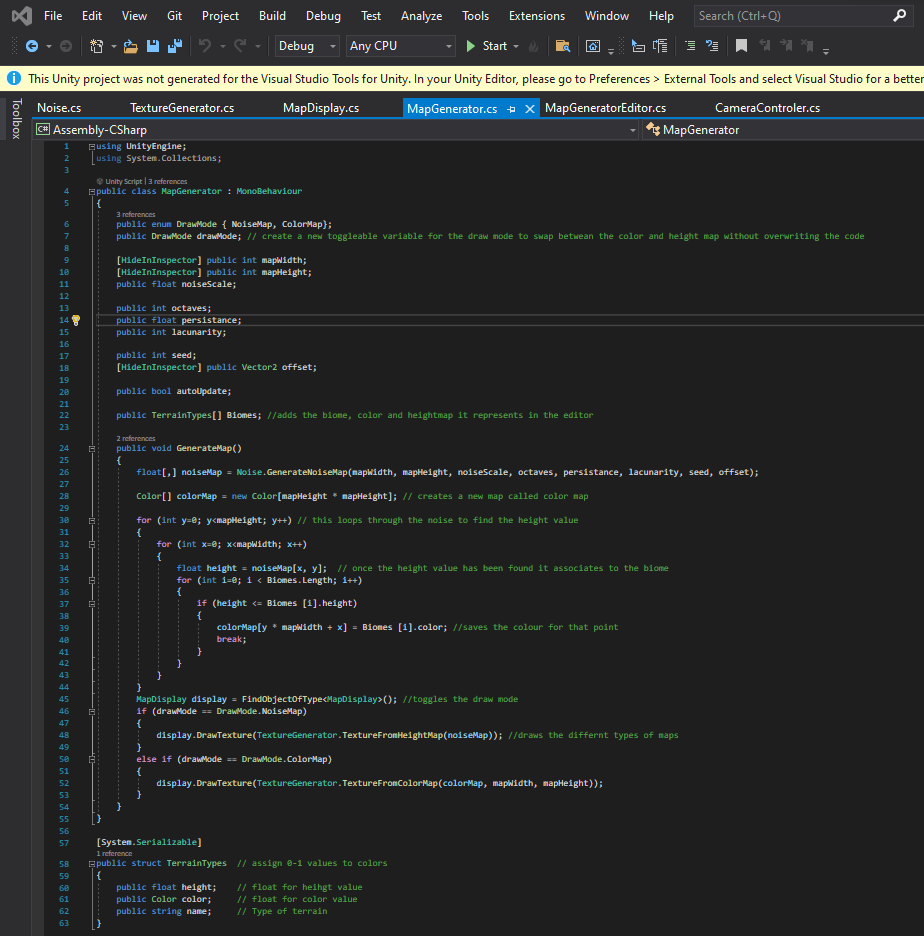 File Edit View Git Project Build Debug Test Analyze Tools Extensions Window Help Search (Ctrl+Q)
Debug Any CPU Start
This Unity project was not generated for the Visual Studio Tools for Unity. In your Unity Editor, please go to Preferences > External Tools and select Visual Studio for a better
Toolbox
Noise.cs TextureGenerator.cs MapDisplay.cs MapGenerator.cs MapGeneratorEditor.cs CameraControler.cs
C# Assembly-CSharp MapGenerator
1 using UnityEngine;
2 using System.Collections;
3
Unity Script | 3 references
4 public class MapGenerator : MonoBehaviour
5 {
3 references
6 public enum DrawMode { NoiseMap, ColorMap};
7 public DrawMode drawMode; // create a new toggleable variable for the draw mode to swap betwean the color and height map without overwriting the code
8
9 [HideInInspector] public int mapWidth;
10 [HideInInspector] public int mapHeight;
11 public float noiseScale;
12
13 public int octaves;
14 public float persistance;
15 public int lacunarity;
16
17 public int seed;
18 [HideInInspector] public Vector2 offset;
19
20 public bool autoUpdate;
21
22 public TerrainTypes[] Biomes; //adds the biome, color and heightmap it represents in the editor
23
2 references
24 public void GenerateMap()
25 {
26 float[,] noiseMap = Noise.GenerateNoiseMap(mapWidth, mapHeight, noiseScale, octaves, persistance, lacunarity, seed, offset);
27
28 Color[] colorMap = new Color[mapHeight * mapHeight]; // creates a new map called color map
29
30 for (int y=0; y<mapHeight; y++) // this loops through the noise to find the height value
31 {
32 for (int x=0; x<mapWidth; x++)
33 {
34 float height = noiseMap[x, y]; // once the height value has been found it associates to the biome
35 for (int i=0; i < Biomes.Length; i++)
36 {
37 if (height <= Biomes [i].height)
38 {
39 colorMap[y * mapWidth + x] = Biomes [i].color; //saves the colour for that point
40 break;
41 }
42 }
43 }
44 }
45 MapDisplay display = FindObjectOfType<MapDisplay>(); //toggles the draw mode
46 if (drawMode == DrawMode.NoiseMap)
47 {
48 display.DrawTexture(TextureGenerator.TextureFromHeightMap(noiseMap)); //draws the differnt types of maps
49 }
50 else if (drawMode == DrawMode.ColorMap)
51 {
52 display.DrawTexture(TextureGenerator.TextureFromColorMap(colorMap, mapWidth, mapHeight));
53 }
54 }
55 }
56
57 [System.Serializable]
1 reference
58 public struct TerrainTypes // assign 0-1 values to colors
59 {
60 public float height; // float for heihgt value
61 public Color color; // float for color value
62 public string name; // Type of terrain
63 }